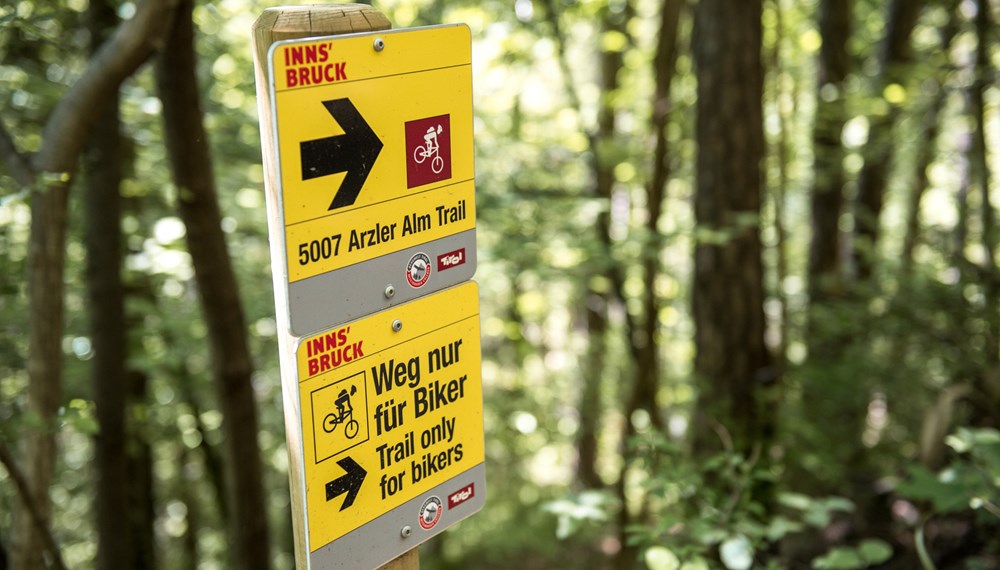 INNS'
BRUCK
5007 Arzler Alm Trail
Tirol
INNS'
BRUCK
Weg nur
für Biker
Trail only
for bikers
Tirol